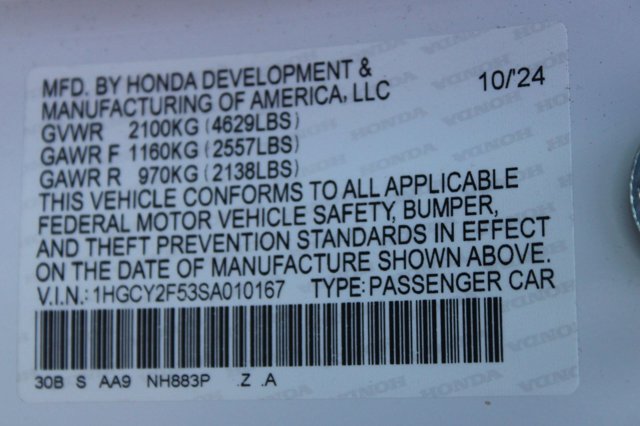 MFD. BY HONDA DEVELOPMENT &
MANUFACTURING OF AMERICA, LLC 10/'24
GVWR 2100KG (4629LBS)
GAWR F 1160KG (2557LBS)
GAWR R 970KG (2138LBS)
THIS VEHICLE CONFORMS TO ALL APPLICABLE
FEDERAL MOTOR VEHICLE SAFETY, BUMPER,
AND THEFT PREVENTION STANDARDS IN EFFECT
ON THE DATE OF MANUFACTURE SHOWN ABOVE.
V.I.N.: 1HGCY2F53SA010167 TYPE: PASSENGER CAR
30B S AA9 NH883P .Z .A